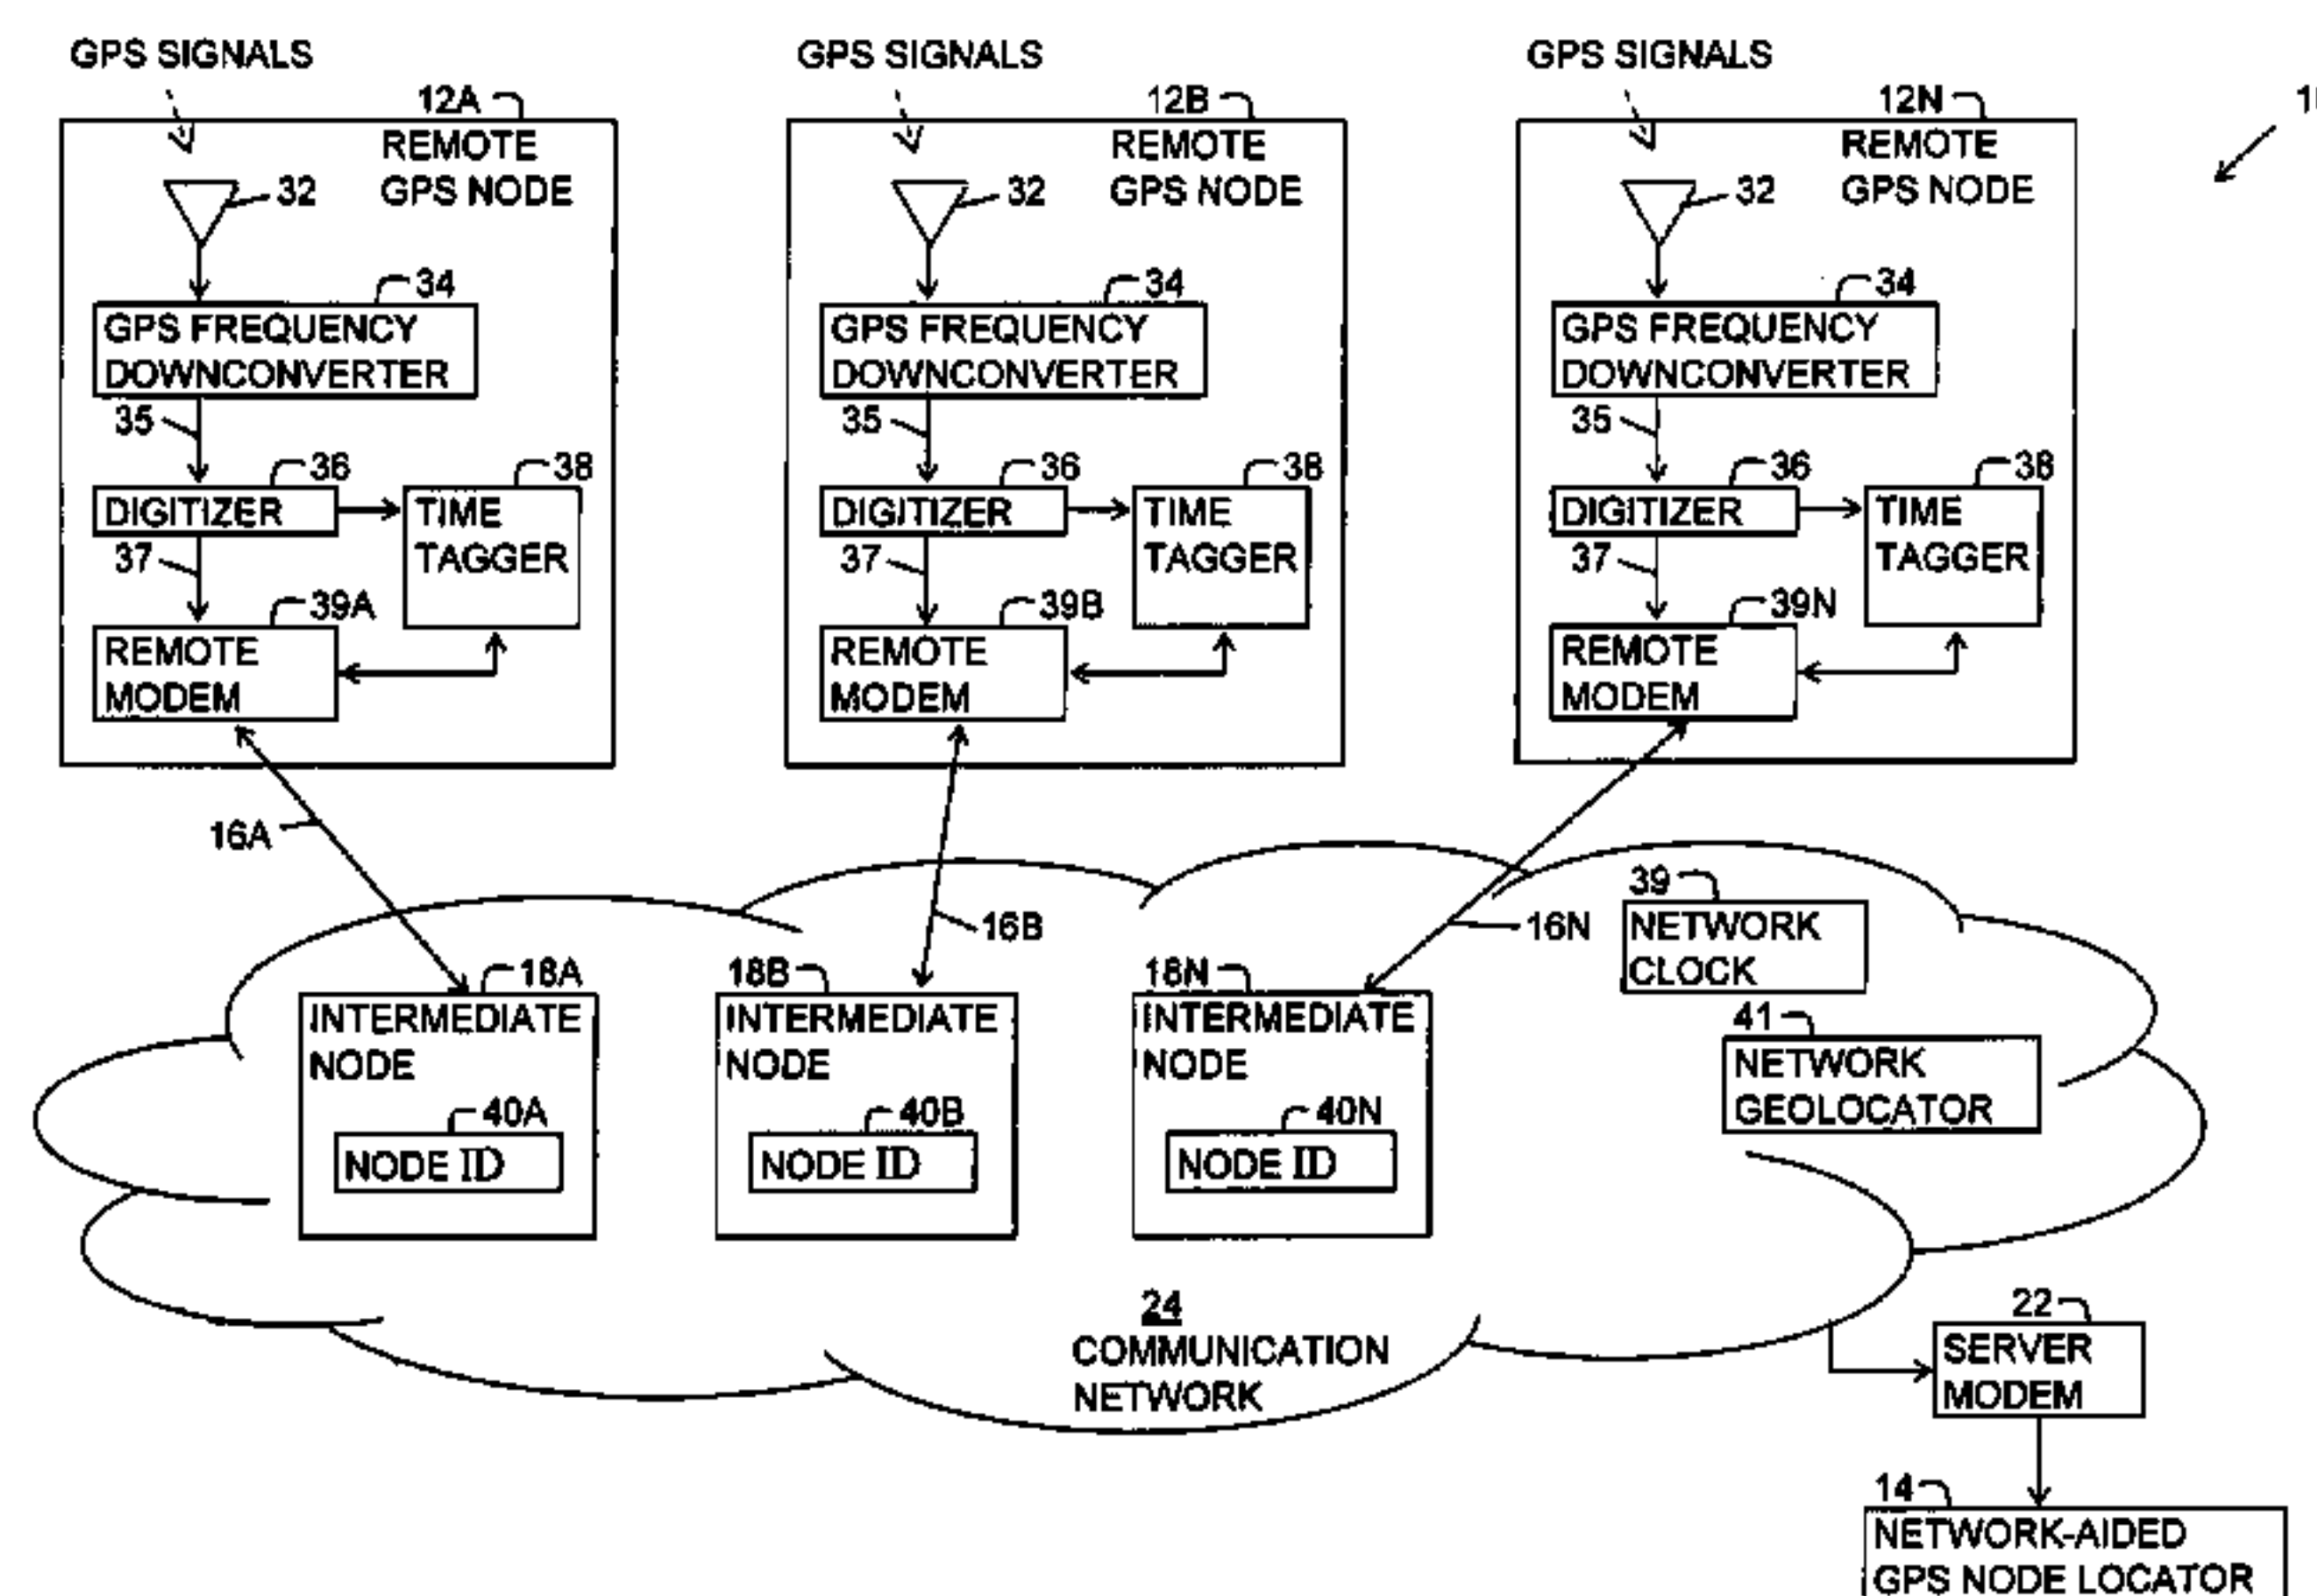 GPS SIGNALS
12A
REMOTE
GPS NODE
32
34
GPS FREQUENCY
DOWNCONVERTER
35
36
38
DIGITIZER
TIME
TAGGER
37
39A
REMOTE
MODEM
GPS SIGNALS
12B
REMOTE
GPS NODE
32
34
GPS FREQUENCY
DOWNCONVERTER
35
36
38
DIGITIZER
TIME
TAGGER
37
39B
REMOTE
MODEM
GPS SIGNALS
12N
REMOTE
GPS NODE
32
34
GPS FREQUENCY
DOWNCONVERTER
35
36
38
DIGITIZER
TIME
TAGGER
37
39N
REMOTE
MODEM
16A
16B
16N
39
NETWORK
CLOCK
18A
INTERMEDIATE
NODE
40A
NODE ID
18B
INTERMEDIATE
NODE
40B
NODE ID
18N
INTERMEDIATE
NODE
40N
NODE ID
41
NETWORK
GEOLOCATOR
24
COMMUNICATION
NETWORK
22
SERVER
MODEM
14
NETWORK-AIDED
GPS NODE LOCATOR